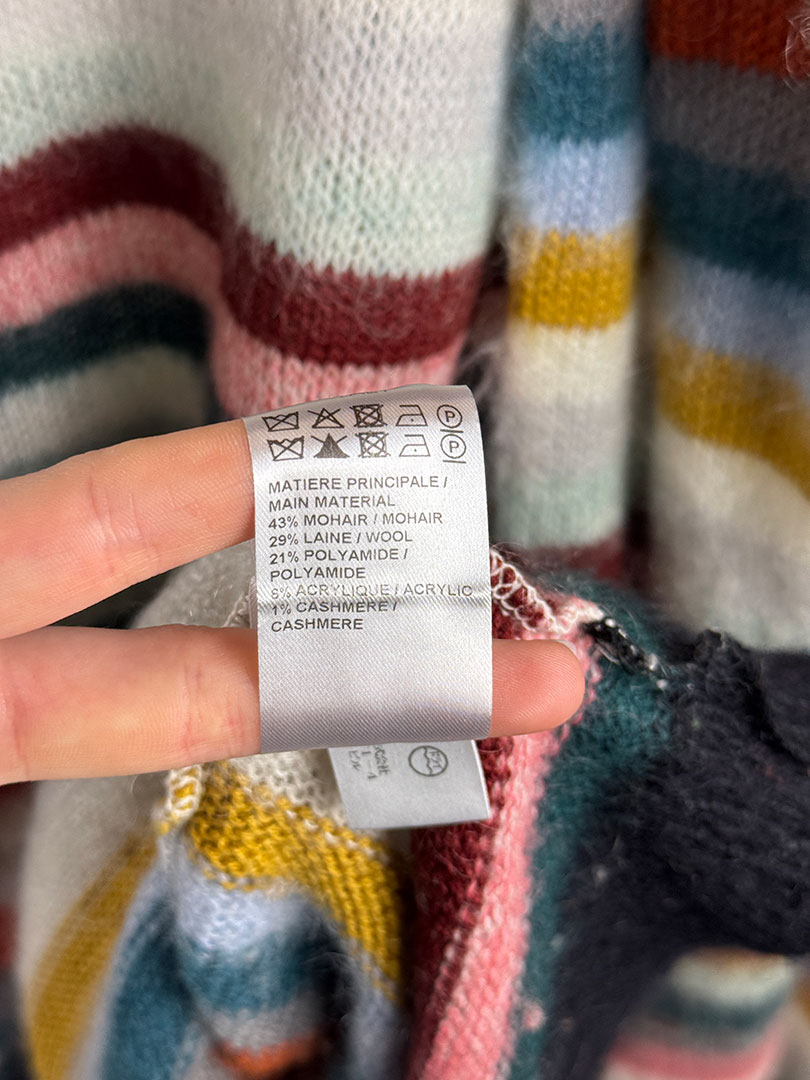 P
P
MATIERE PRINCIPALE /
MAIN MATERIAL
43% MOHAIR / MOHAIR
29% LAINE / WOOL
21% POLYAMIDE /
POLYAMIDE
6% ACRYLIQUE / ACRYLIC
1% CASHMERE /
CASHMERE